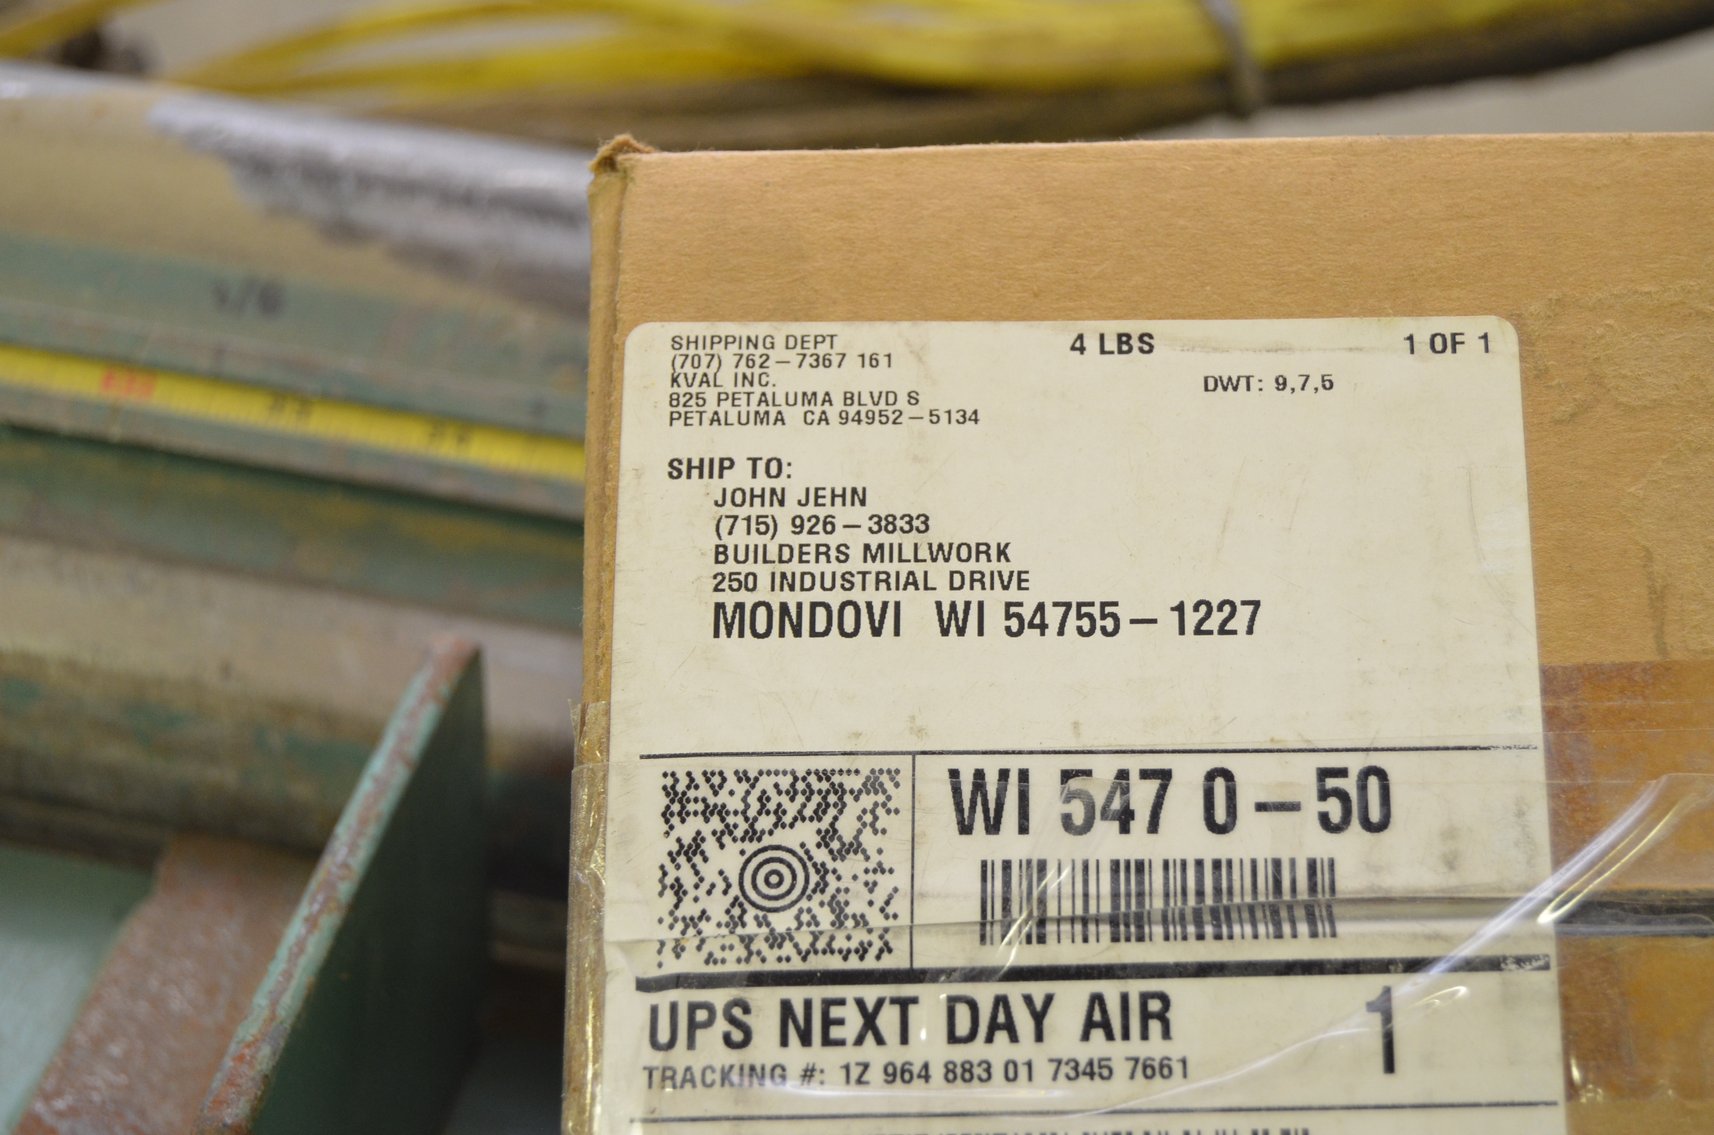 SHIPPING DEPT
(707) 762-7367 161
KVAL INC.
825 PETALUMA BLVD S
PETALUMA CA 94952-5134
4 LBS
1 OF 1
DWT: 9,7,5
SHIP TO:
JOHN JEHN
(715) 926-3833
BUILDERS MILLWORK
250 INDUSTRIAL DRIVE
MONDOVI WI 54755-1227
WI 547 0-50
UPS NEXT DAY AIR
1
TRACKING #: 1Z 964 883 01 7345 7661